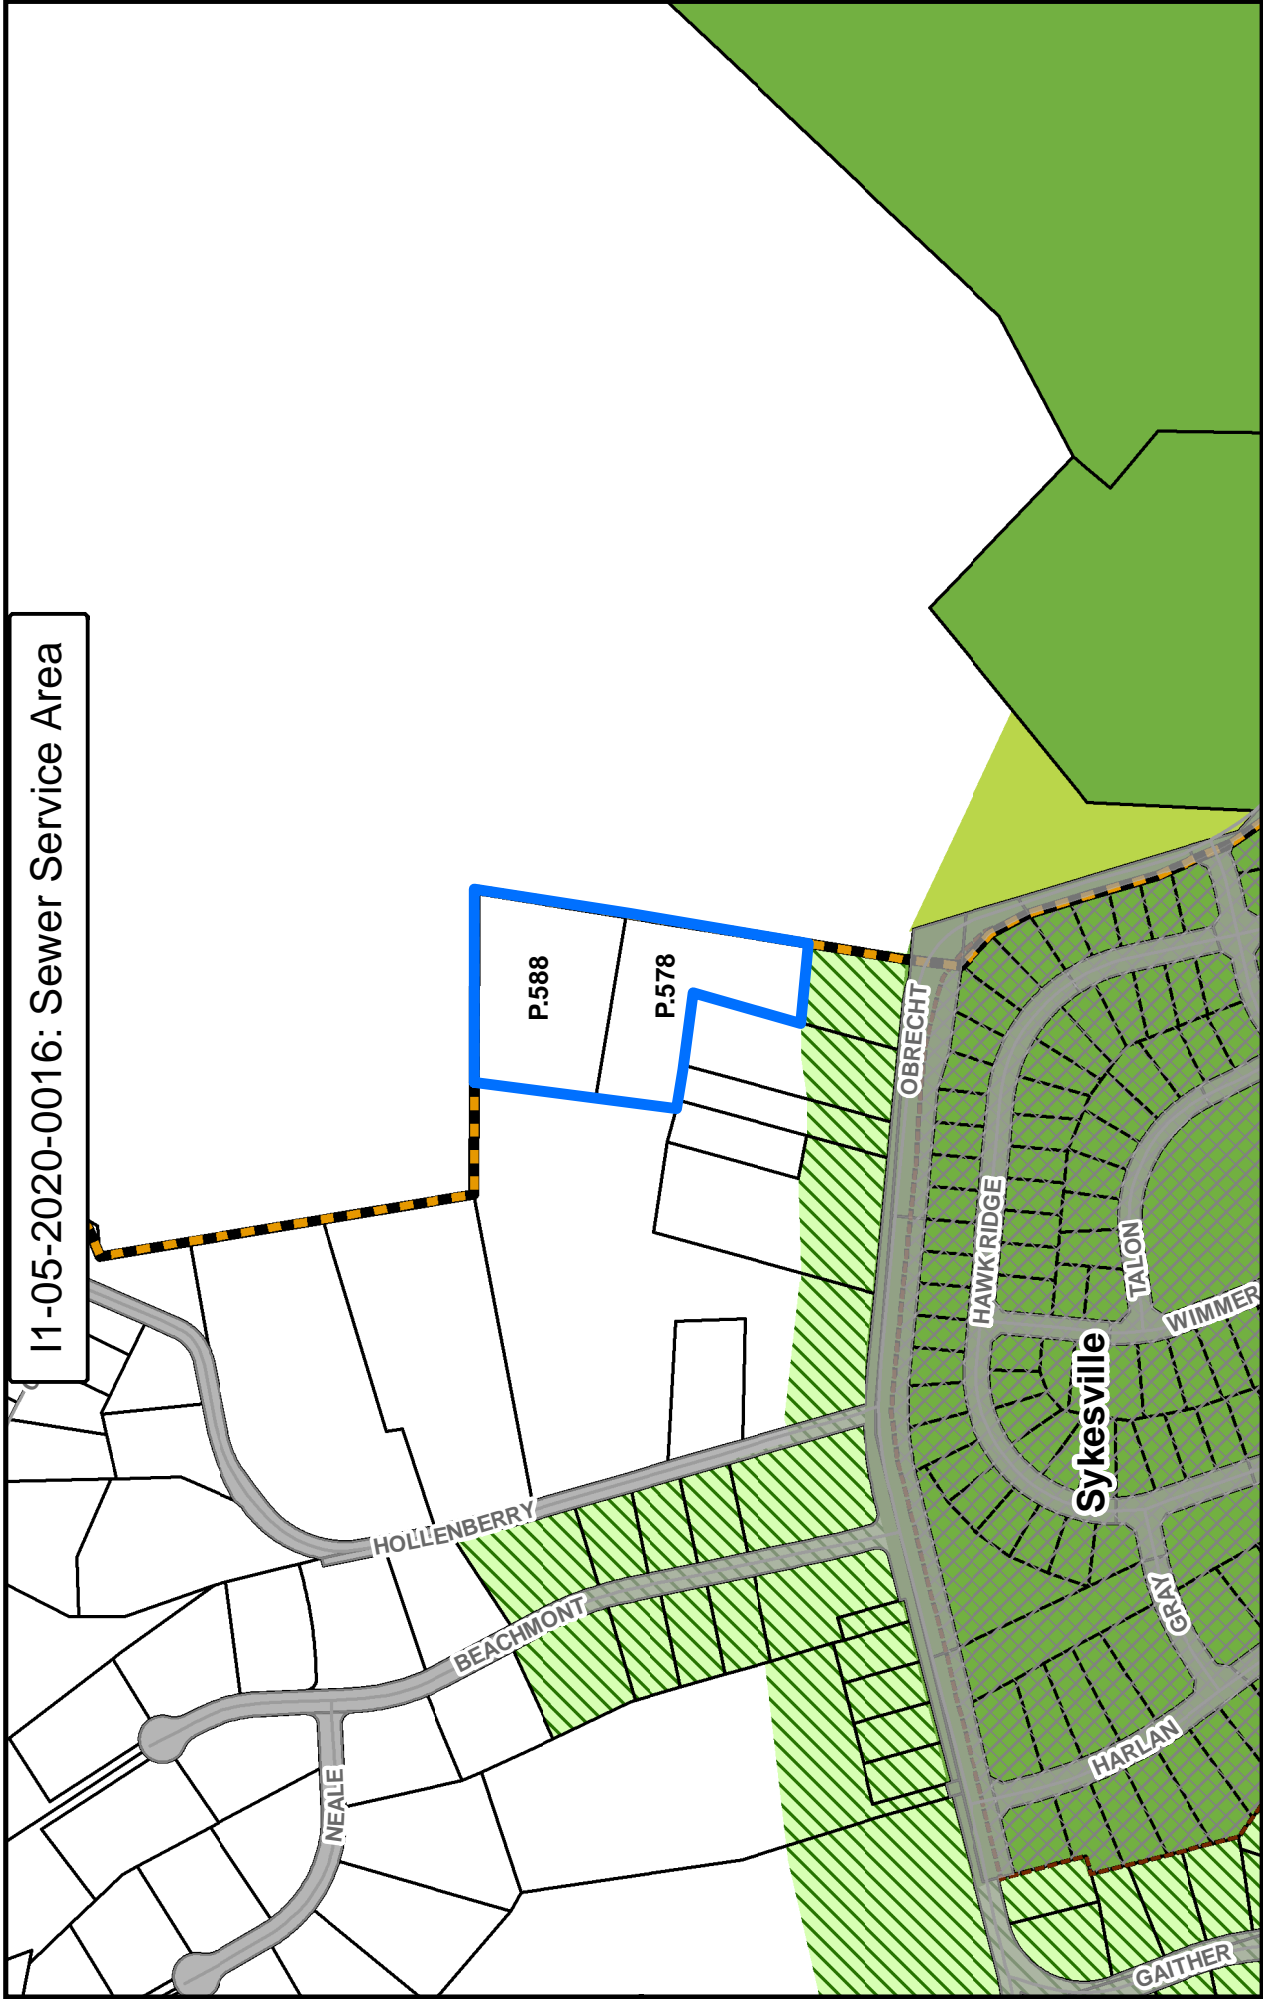 I1-05-2020-0016: Sewer Service Area
P.588
P.578
OBRECHT
HAWK RIDGE
TALON
WIMMER
Sykesville
HOLLENBERRY
BEACHMONT
GRAY
NEALE
HARLAN
GAITHER